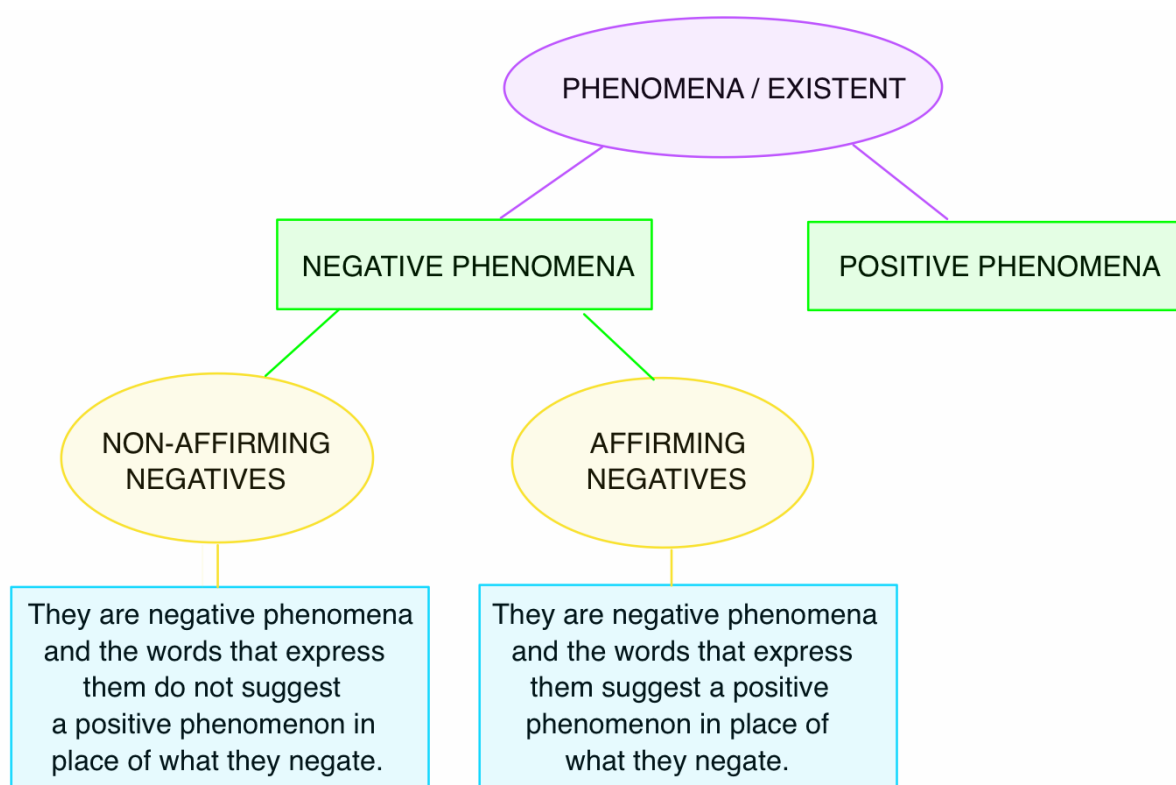 PHENOMENA / EXISTENT
NEGATIVE PHENOMENA
POSITIVE PHENOMENA
NON-AFFIRMING
NEGATIVES
AFFIRMING
NEGATIVES
They are negative phenomena
and the words that express
them do not suggest
a positive phenomenon in
place of what they negate.
They are negative phenomena
and the words that express
them suggest a positive
phenomenon in place of
what they negate.